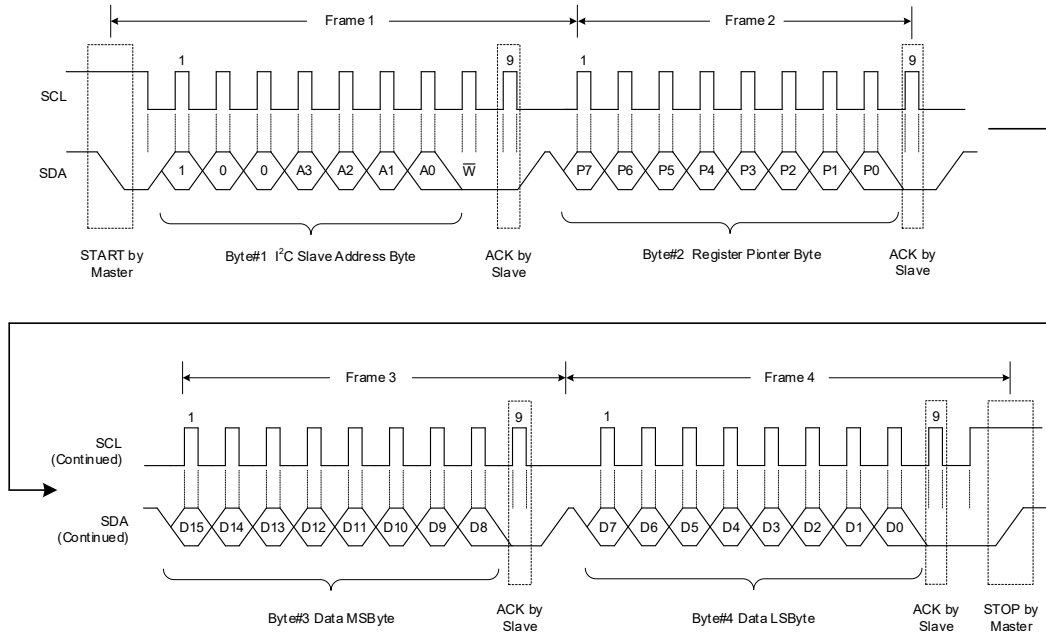 Frame 1 Frame 2
1 9 1 9
SCL
SDA 1 0 0 A3 A2 A1 A0 W̅ P7 P6 P5 P4 P3 P2 P1 P0
START by Master
Byte#1 I²C Slave Address Byte
ACK by Slave
Byte#2 Register Pionter Byte
ACK by Slave
Frame 3 Frame 4
1 9 1 9
SCL
(Continued)
SDA
(Continued)
D15 D14 D13 D12 D11 D10 D9 D8 D7 D6 D5 D4 D3 D2 D1 D0
Byte#3 Data MSByte
ACK by Slave
Byte#4 Data LSByte
ACK by Slave
STOP by Master